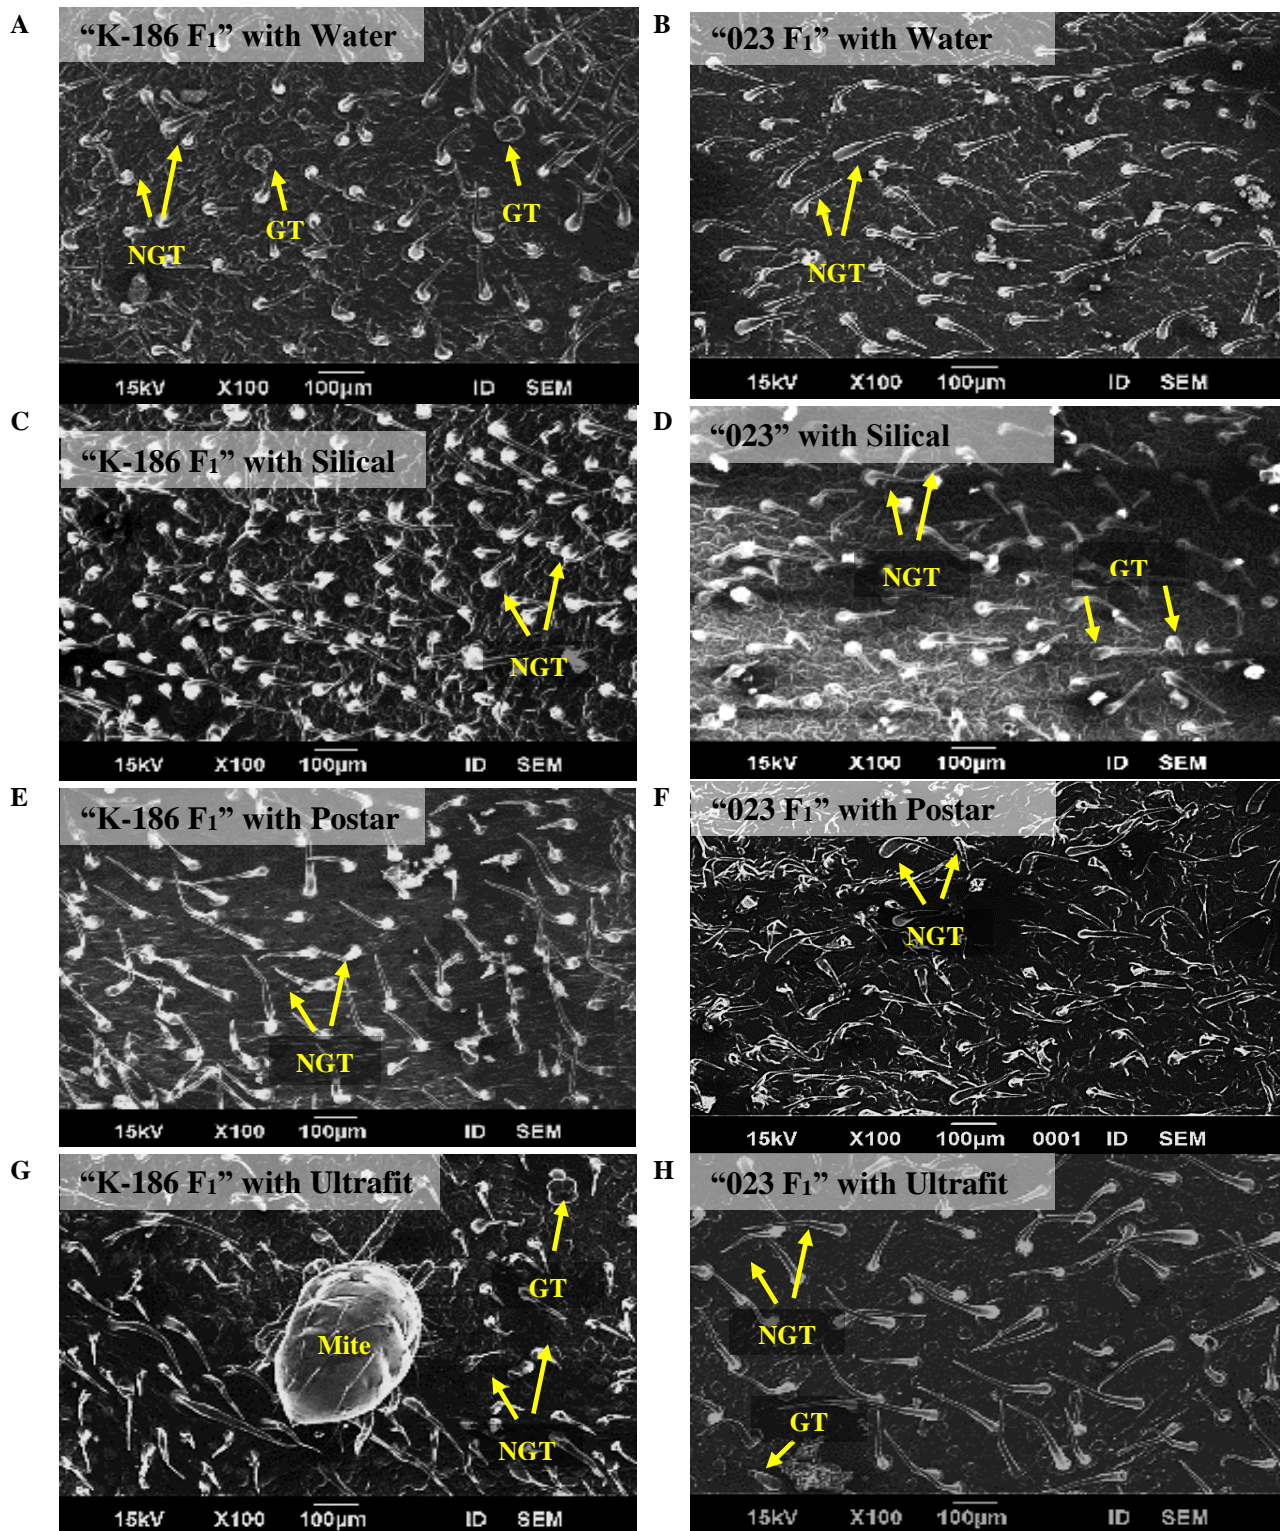 A
“K-186 F₁” with Water
GT
GT
NGT
15kV X100 100µm ID SEM
B
“023 F₁” with Water
NGT
15kV X100 100µm ID SEM
C
“K-186 F₁” with Silical
NGT
15kV X100 100µm ID SEM
D
“023” with Silical
NGT
GT
15kV X100 100µm ID SEM
E
“K-186 F₁” with Postar
NGT
15kV X100 100µm ID SEM
F
“023 F₁” with Postar
NGT
15kV X100 100µm 0001 ID SEM
G
“K-186 F₁” with Ultrafit
GT
Mite
NGT
15kV X100 100µm ID SEM
H
“023 F₁” with Ultrafit
NGT
GT
15kV X100 100µm ID SEM